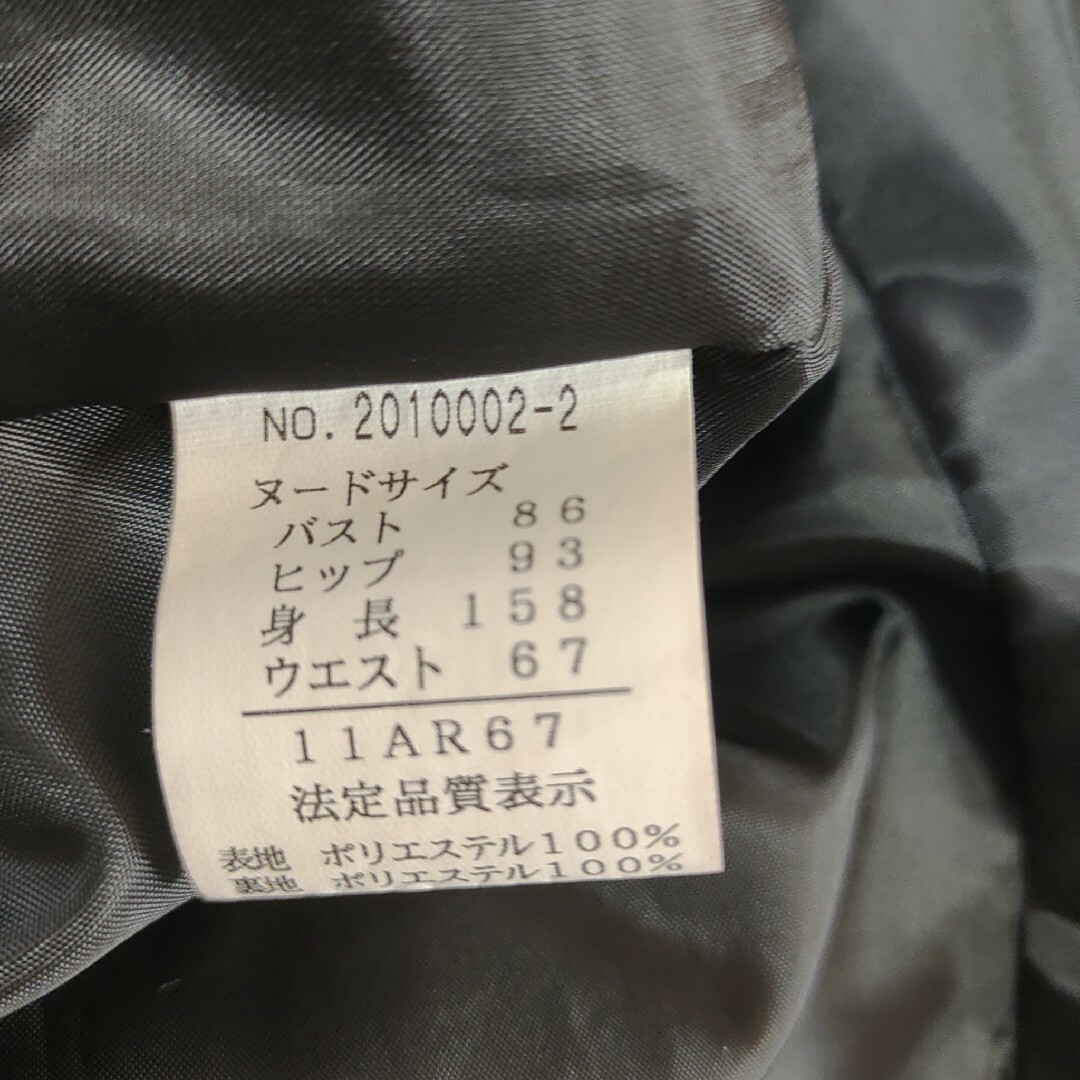 NO. 2010002-2
ヌードサイズ
バスト 86
ヒップ 93
身長 158
ウエスト 67
11AR67
法定品質表示
表地 ポリエステル100%
裏地 ポリエステル100%